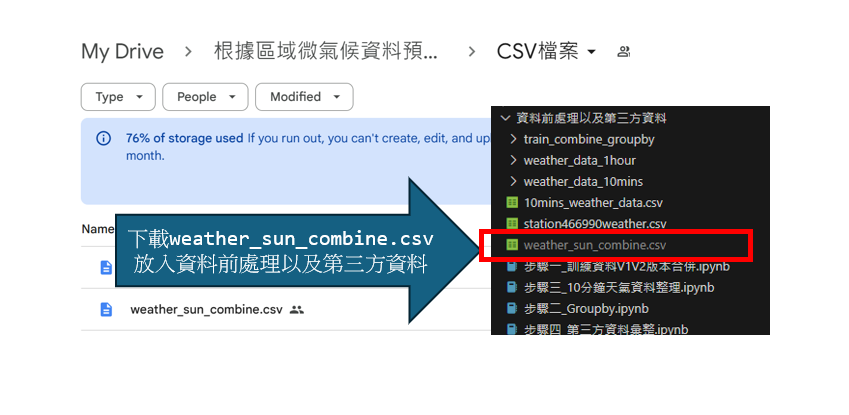 My Drive > 根據區域微氣候資料預... > CSV檔案
Type People Modified
76% of storage used If you run out, you can't create, edit, and upl
month.
Name
下載weather_sun_combine.csv
放入資料前處理以及第三方資料
weather_sun_combine.csv
資料前處理以及第三方資料
train_combine_groupby
weather_data_1hour
weather_data_10mins
10mins_weather_data.csv
station466990weather.csv
weather_sun_combine.csv
步驟一_訓練資料V1V2版本合併.ipynb
步驟三_10分鐘天氣資料整理.ipynb
步驟二_Groupby.ipynb
步驟四_第三方資料彙整.ipynb